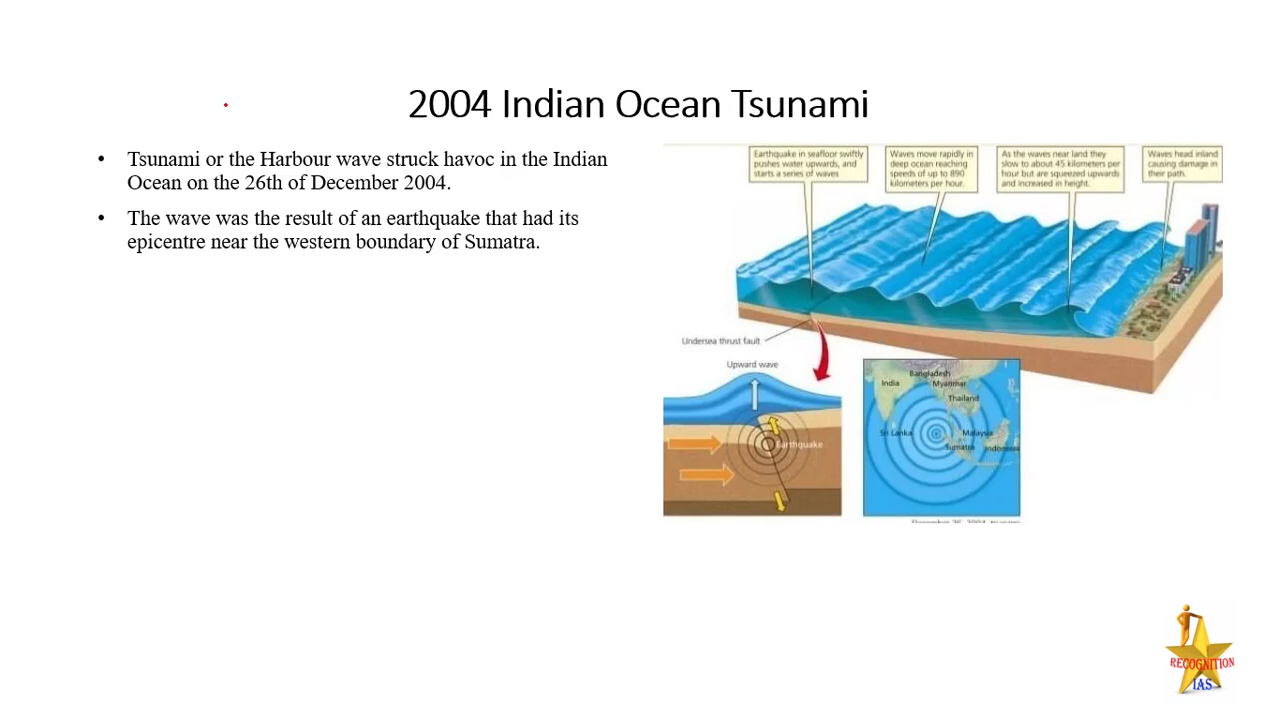 2004 Indian Ocean Tsunami
• Tsunami or the Harbour wave struck havoc in the Indian
Ocean on the 26th of December 2004.
• The wave was the result of an earthquake that had its
epicentre near the western boundary of Sumatra.
Earthquake in seafloor swiftly
pushes water upwards, and
starts a series of waves
Waves move rapidly in
deep ocean reaching
speeds of up to 890
kilometers per hour.
As the waves near land they
slow to about 45 kilometers per
hour but are squeezed upwards
and increased in height.
Waves head inland
causing damage in
their path.
Undersea thrust fault
Upward wave
Earthquake
Bangladesh
India
Myanmar
Thailand
Sri Lanka
Malaysia
Sumatra
Indonesia
RECOGNITION
IAS